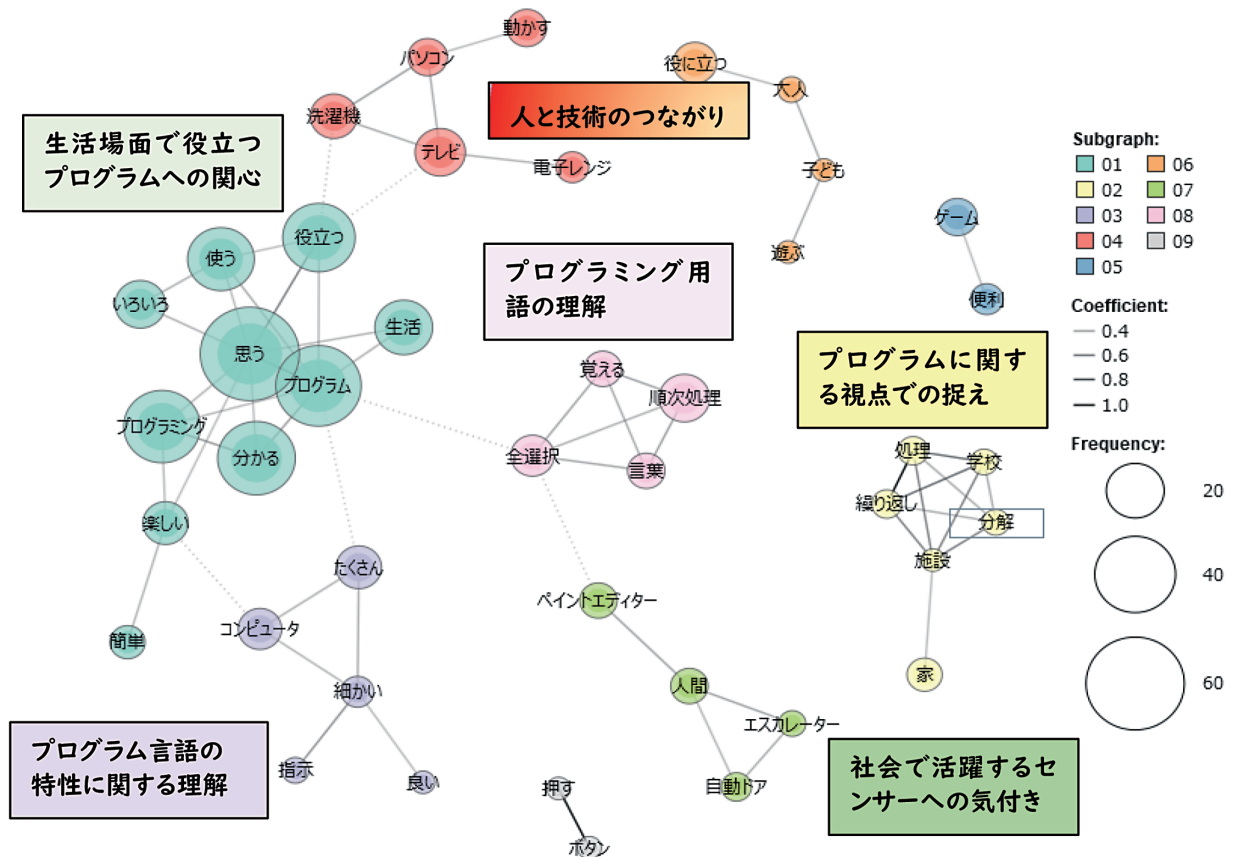 動かす
パソコン
洗濯機
テレビ
電子レンジ
人と技術のつながり
役に立つ
大人
子ども
遊ぶ
生活場面で役立つ
プログラムへの関心
役立つ
使う
いろいろ
思う
生活
プログラム
プログラミング
分かる
楽しい
簡単
プログラミング用
語の理解
覚える
順次処理
全選択
言葉
ゲーム
便利
プログラムに関す
る視点での捉え
処理
学校
繰り返し
分解
施設
家
たくさん
コンピュータ
細かい
指示
良い
プログラム言語の
特性に関する理解
ペイントエディター
人間
エスカレーター
自動ドア
社会で活躍するセ
ンサーへの気付き
押す
ボタン
Subgraph:
01 06
02 07
03 08
04 09
05
Coefficient:
0.4
0.6
0.8
1.0
Frequency:
20
40
60